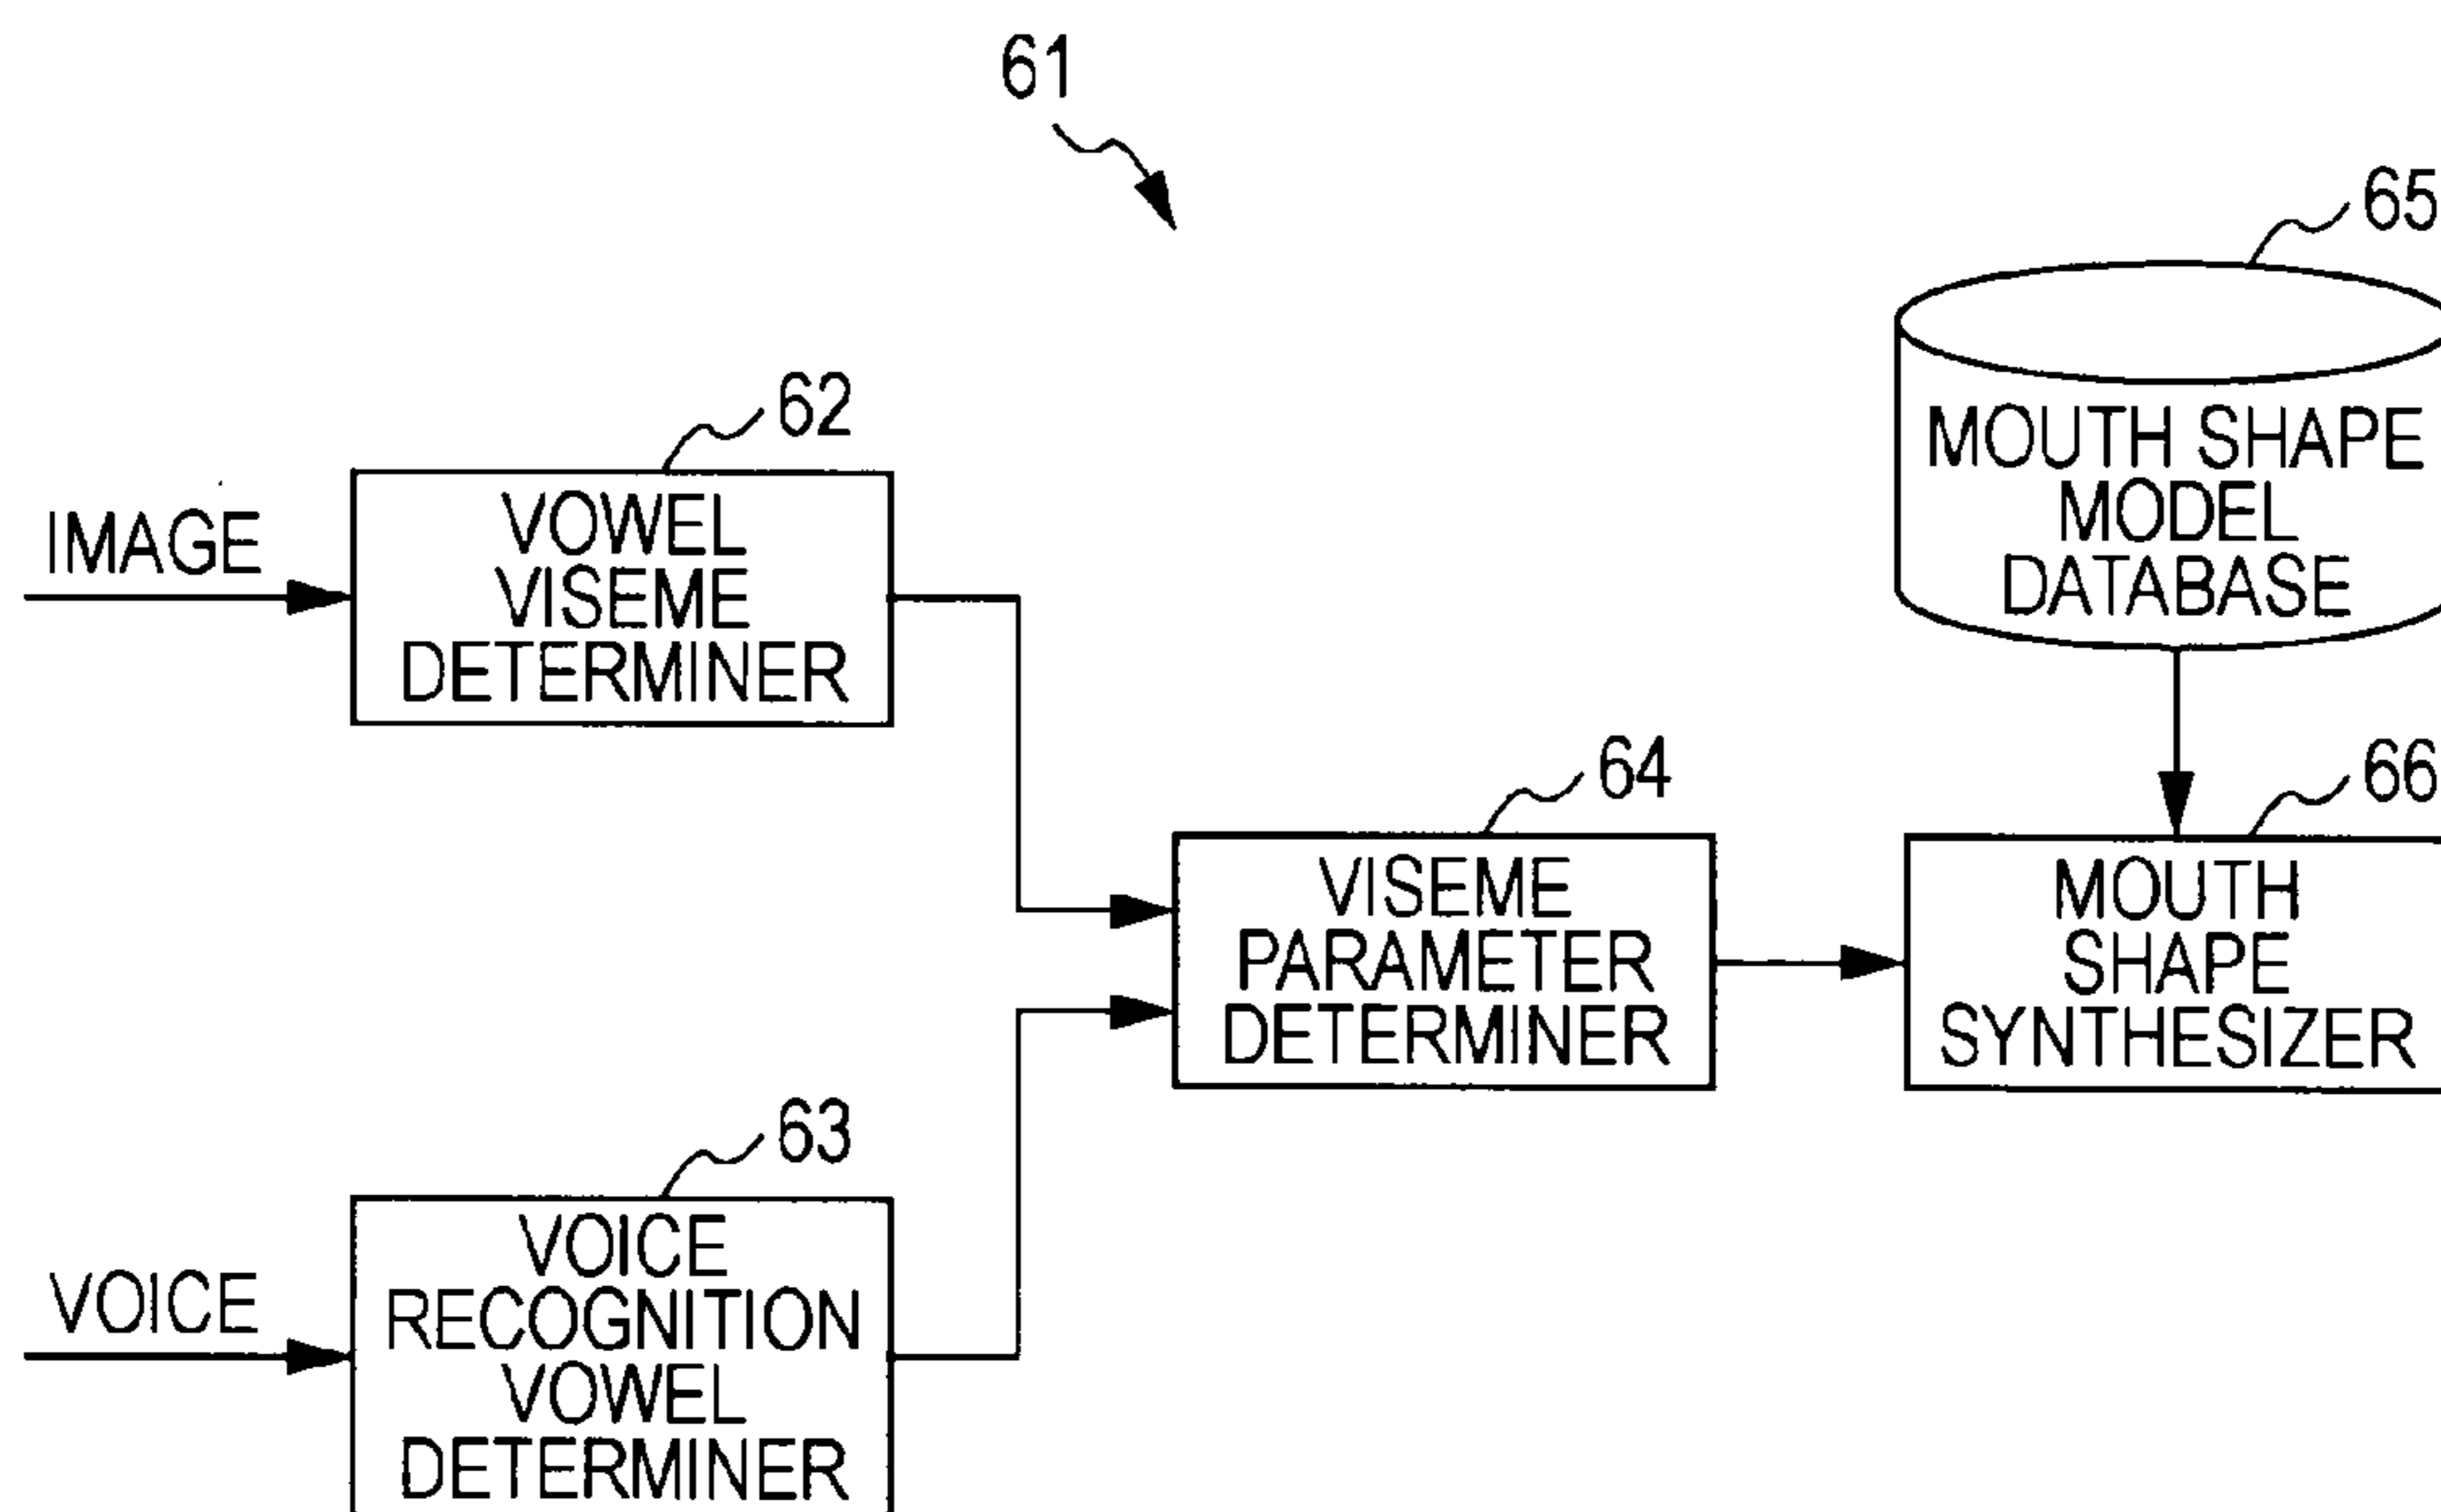 61
65
MOUTH SHAPE
MODEL
DATABASE
62
IMAGE
VOWEL
VISEME
DETERMINER
64
66
VISEME
PARAMETER
DETERMINER
MOUTH
SHAPE
SYNTHESIZER
63
VOICE
VOICE
RECOGNITION
VOWEL
DETERMINER